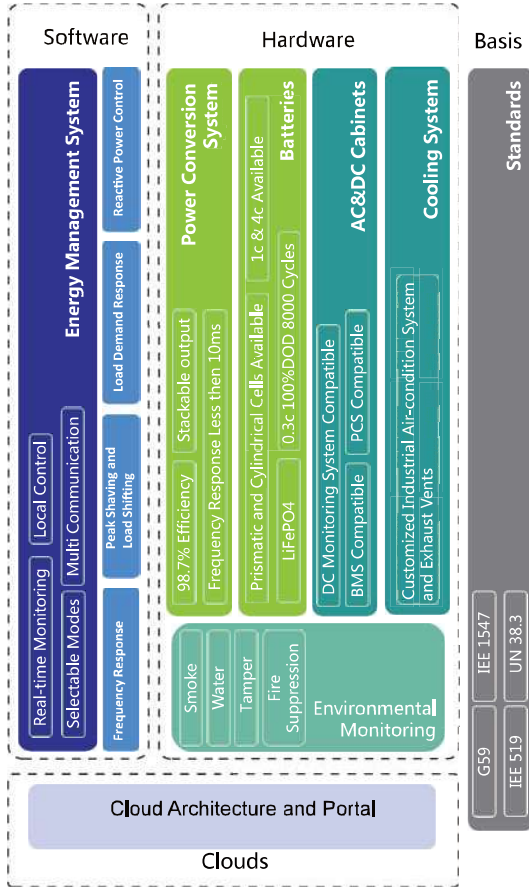 Software
Energy Management System
Real-time Monitoring
Local Control
Selectable Modes
Multi Communication
Frequency Response
Peak Shaving and
Load Shifting
Load Demand Response
Reactive Power Control
Hardware
Power Conversion
System
98.7% Efficiency
Stackable output
Frequency Response Less then 10ms
Batteries
Prismatic and Cylindrical Cells Available
1c & 4c Available
LiFePO4
0.3c 100%DOD 8000 Cycles
AC&DC Cabinets
DC Monitoring System Compatible
BMS Compatible
PCS Compatible
Cooling System
Customized Industrial Air-condition System
and Exhaust Vents
Smoke
Water
Tamper
Fire
Suppression
Environmental
Monitoring
Basis
Standards
G59
IEE 1547
IEE 519
UN 38.3
Cloud Architecture and Portal
Clouds